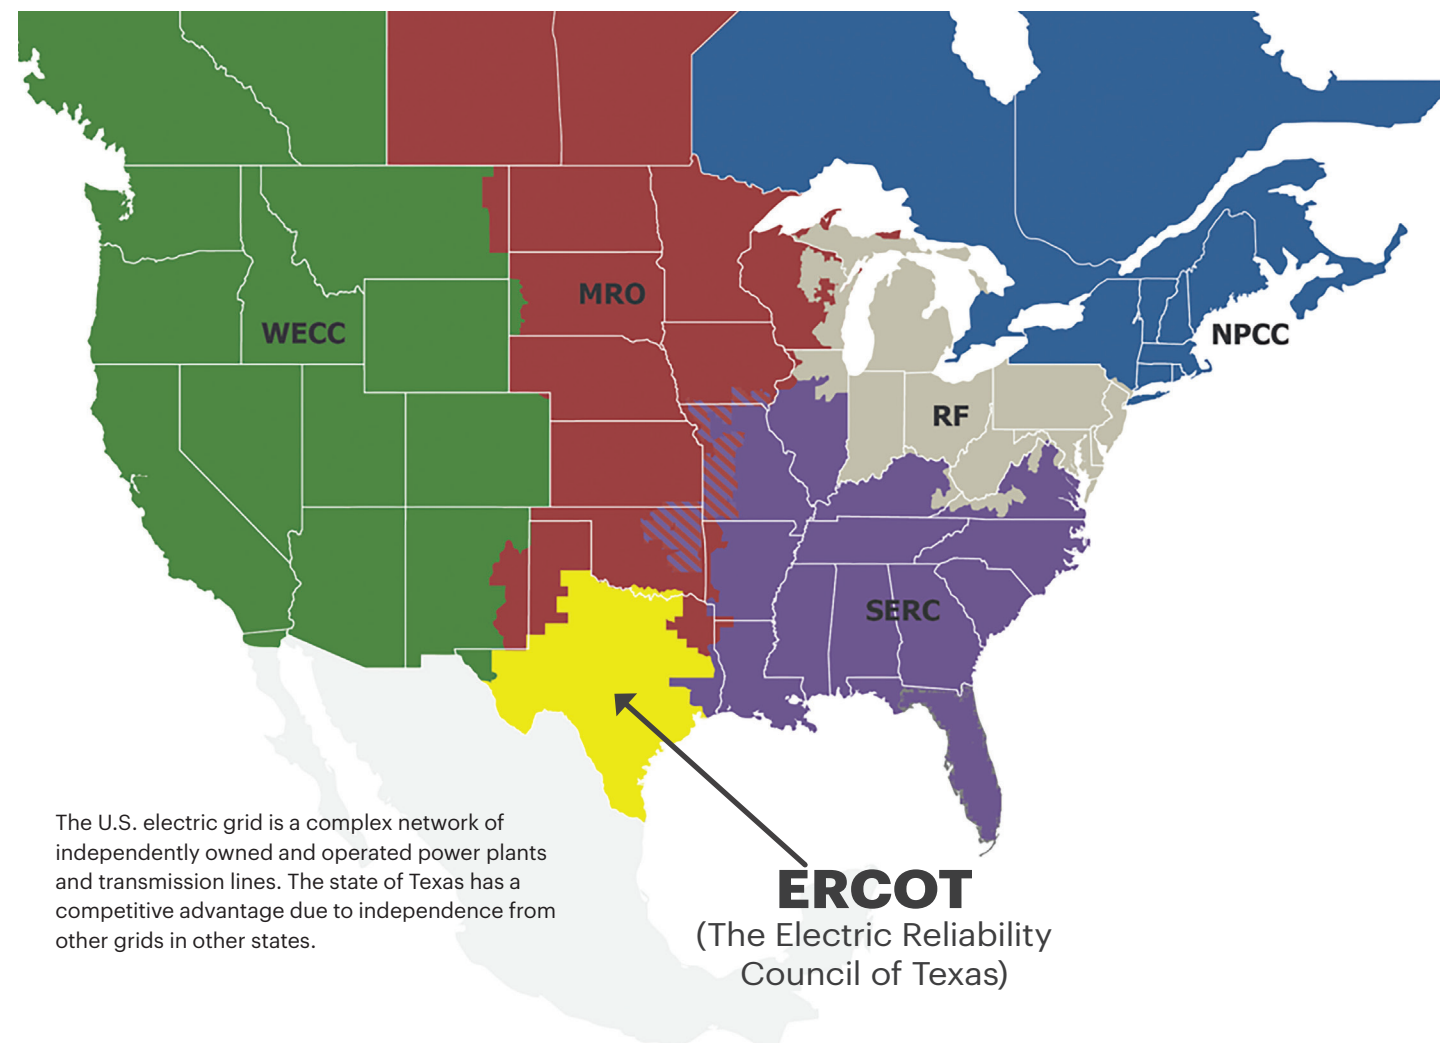 MRO
WECC
NPCC
RF
SERC
The U.S. electric grid is a complex network of
independently owned and operated power plants
and transmission lines. The state of Texas has a
competitive advantage due to independence from
other grids in other states.
ERCOT
(The Electric Reliability
Council of Texas)